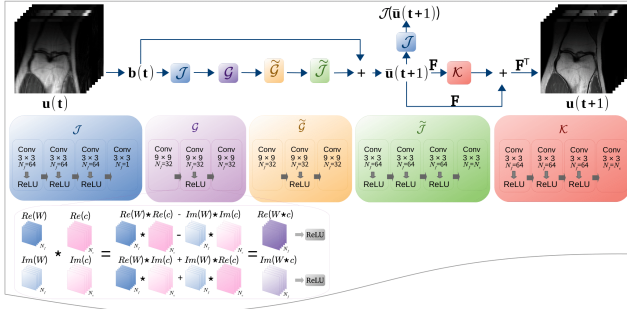 𝒥(ū(t+1))
𝒥
u(t)
b(t)
𝒥
𝒢
𝒢̃
𝒥̃
+
ū(t+1)
F
𝒦
+
Fᵀ
u(t+1)
F
𝒥
Conv 3 × 3 Nf=64
Conv 3 × 3 Nf=64
Conv 3 × 3 Nf=64
Conv 3 × 3 Nf=1
ReLU
ReLU
ReLU
𝒢
Conv 9 × 9 Nf=32
Conv 9 × 9 Nf=32
Conv 9 × 9 Nf=32
ReLU
𝒢̃
Conv 9 × 9 Nf=32
Conv 9 × 9 Nf=32
Conv 9 × 9 Nf=32
ReLU
𝒥̃
Conv 3 × 3 Nf=64
Conv 3 × 3 Nf=64
Conv 3 × 3 Nf=64
Conv 3 × 3
ReLU
ReLU
ReLU
𝒦
Conv 3 × 3 Nf=64
Conv 3 × 3 Nf=64
Conv 3 × 3 Nf=64
Conv 3 × 3
ReLU
ReLU
ReLU
Re(W) Re(c) Re(W)⋆Re(c) - Im(W)⋆Im(c) Re(W⋆c)
⋆ - ⋆ ReLU
⋆ = =
Im(W) Im(c) Re(W)⋆Im(c) + Im(W)⋆Re(c) Im(W⋆c)
⋆ + ⋆ ReLU